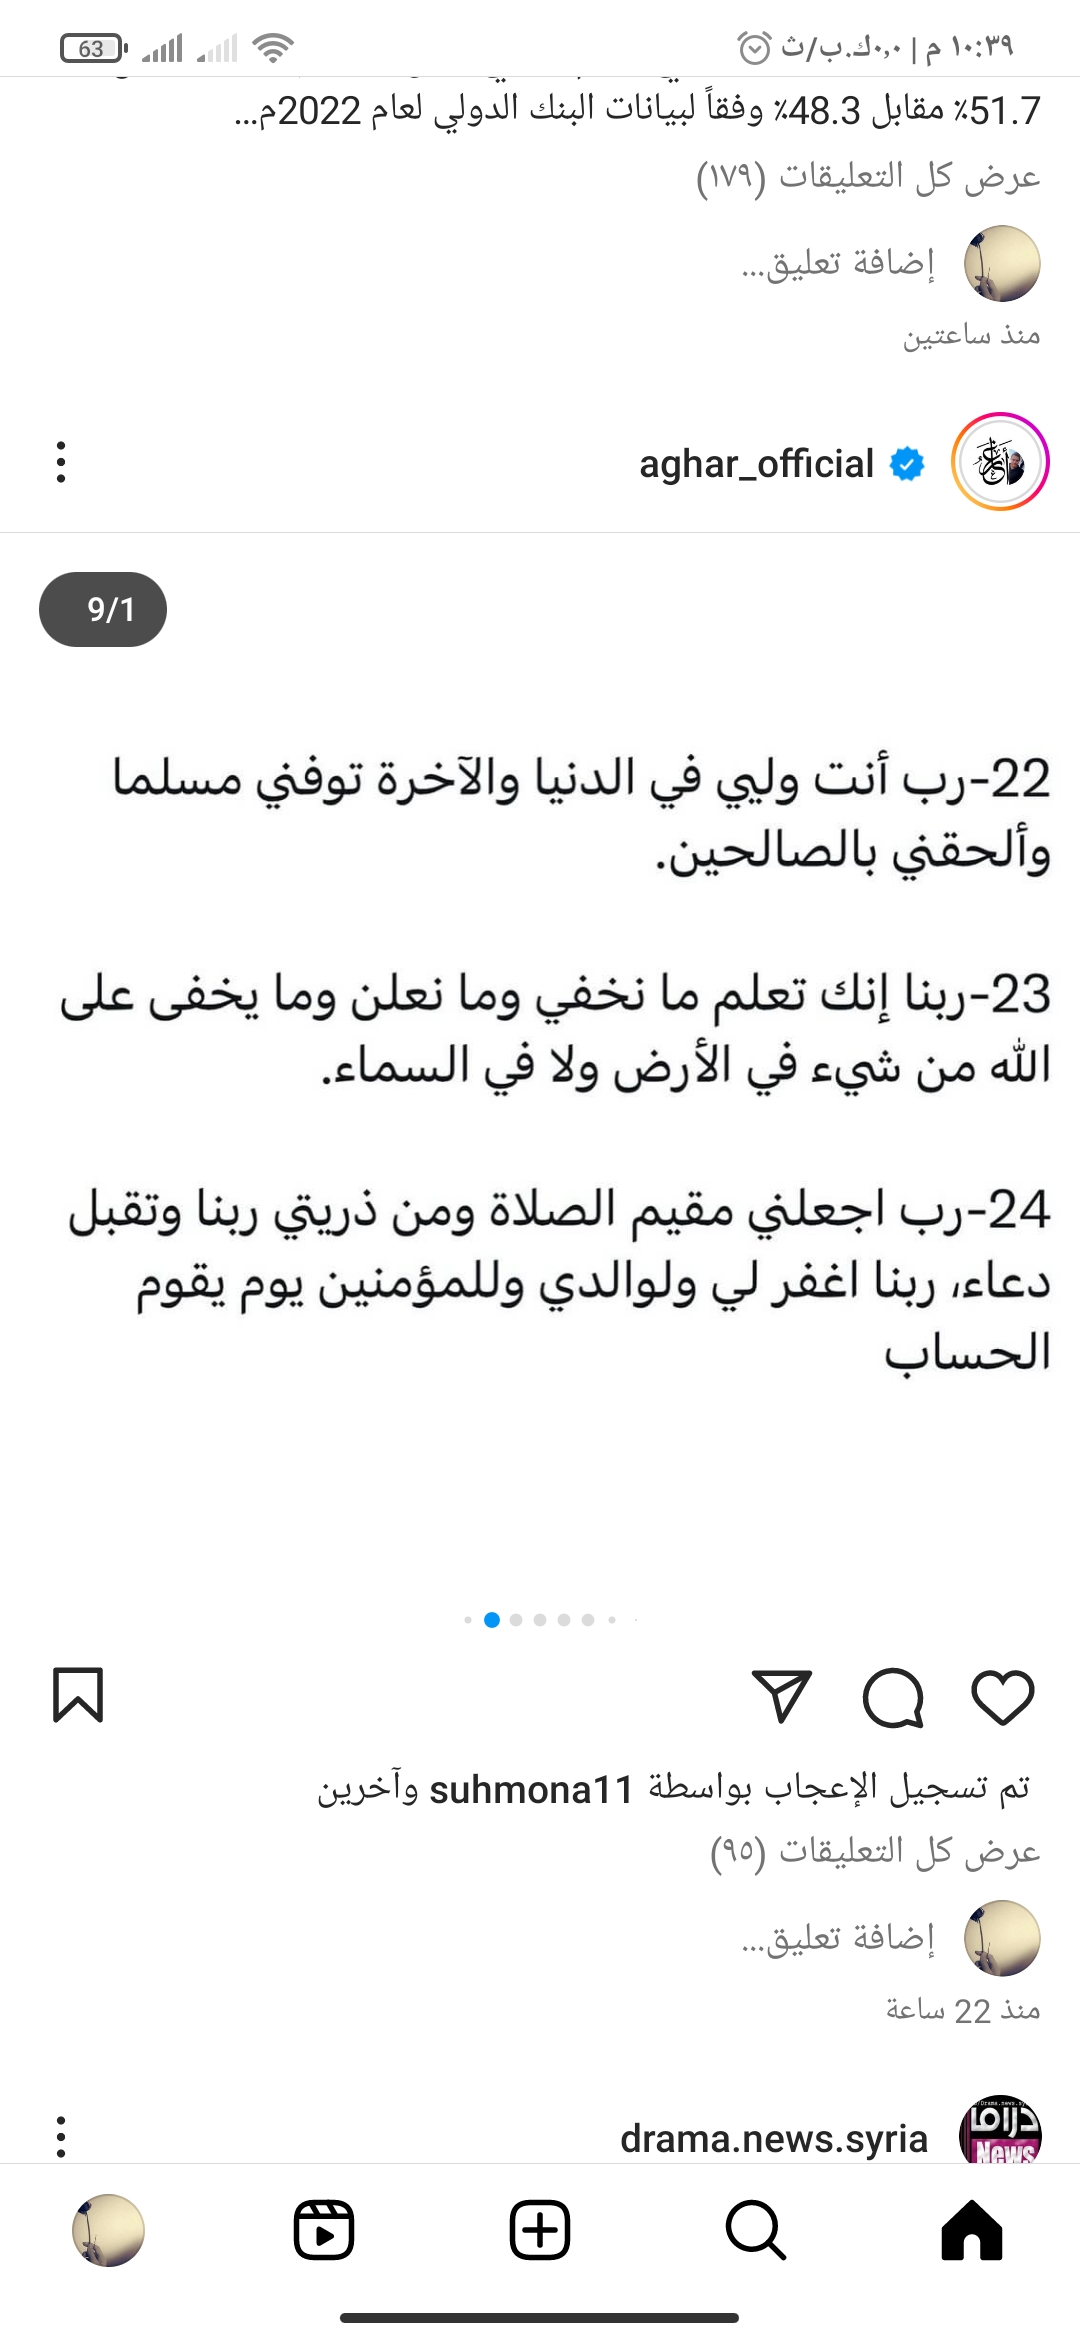 ١٠:٣٩ م | ٠,٠ك.ب/ث
63
51.7٪ مقابل 48.3٪ وفقاً لبيانات البنك الدولي لعام 2022م...
عرض كل التعليقات (١٧٩)
إضافة تعليق...
منذ ساعتين
aghar_official
9/1
22-رب أنت وليي في الدنيا والآخرة توفني مسلما
وألحقني بالصالحين.
23-ربنا إنك تعلم ما نخفي وما نعلن وما يخفى على
الله من شيء في الأرض ولا في السماء.
24-رب اجعلني مقيم الصلاة ومن ذريتي ربنا وتقبل
دعاء، ربنا اغفر لي ولوالدي وللمؤمنين يوم يقوم
الحساب
تم تسجيل الإعجاب بواسطة suhmona11 وآخرين
عرض كل التعليقات (٩٥)
إضافة تعليق...
منذ 22 ساعة
drama.news.syria
دراما
News